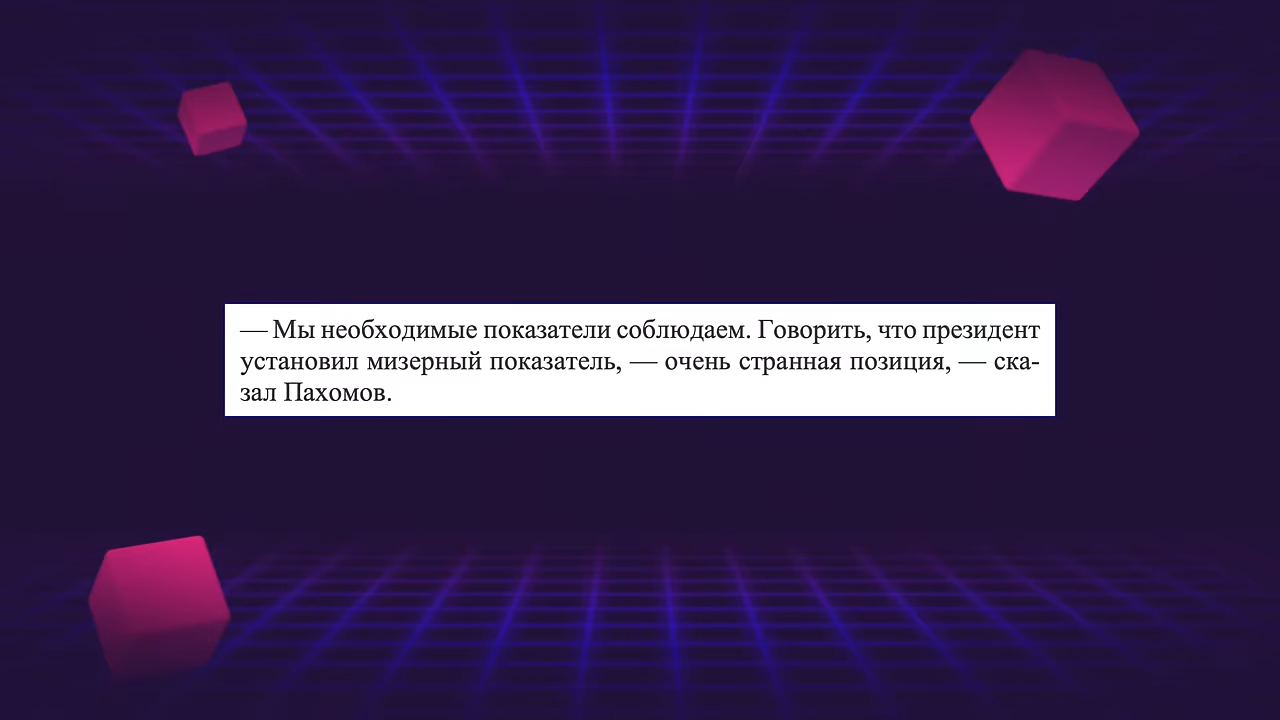 — Мы необходимые показатели соблюдаем. Говорить, что президент
установил мизерный показатель, — очень странная позиция, — ска-
зал Пахомов.